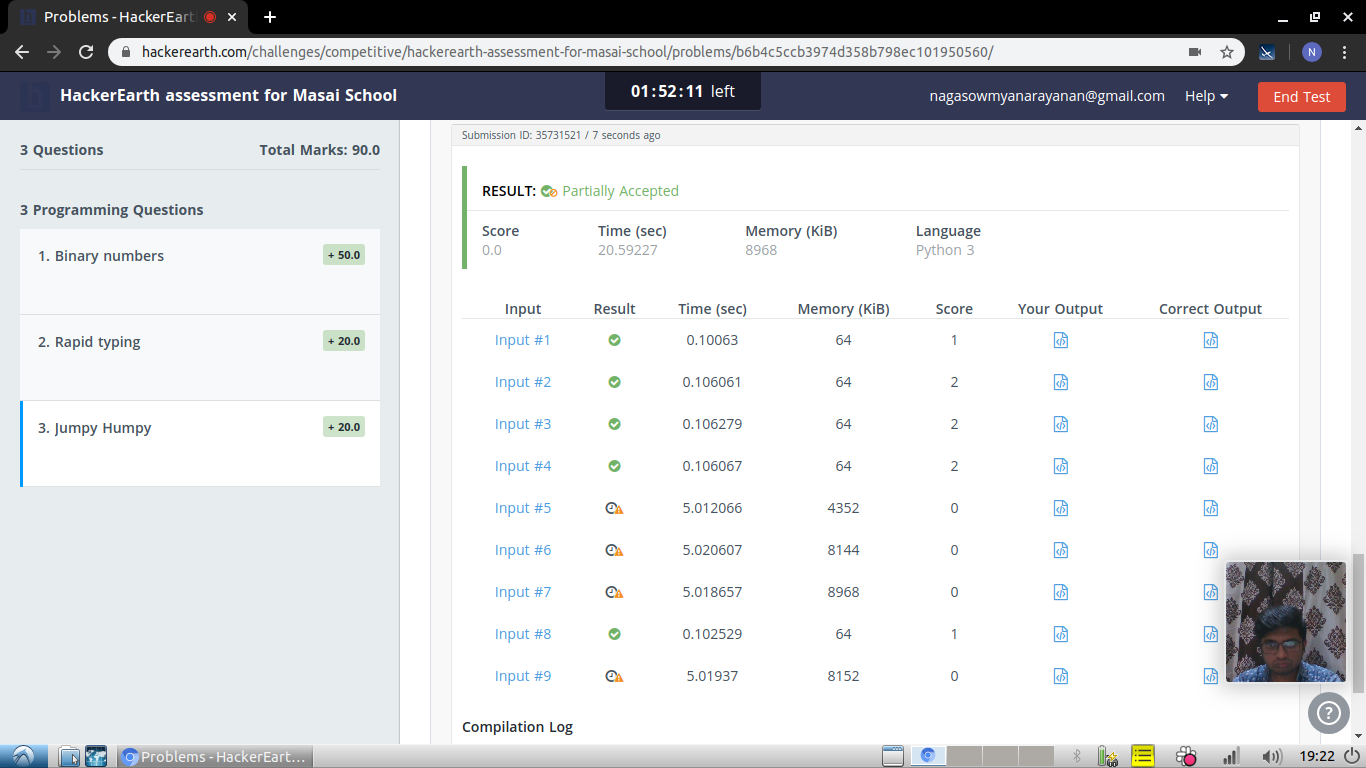 Problems - HackerEart
hackerearth.com/challenges/competitive/hackerearth-assessment-for-masai-school/problems/b6b4c5ccb3974d358b798ec101950560/
N
HackerEarth assessment for Masai School
01:52:11 left
nagasowmyanarayanan@gmail.com
Help
End Test
3 Questions
Total Marks: 90.0
3 Programming Questions
1. Binary numbers
+ 50.0
2. Rapid typing
+ 20.0
3. Jumpy Humpy
+ 20.0
Submission ID: 35731521 / 7 seconds ago
RESULT: Partially Accepted
Score Time (sec) Memory (KiB) Language
0.0 20.59227 8968 Python 3
Input Result Time (sec) Memory (KiB) Score Your Output Correct Output
Input #1 0.10063 64 1
Input #2 0.106061 64 2
Input #3 0.106279 64 2
Input #4 0.106067 64 2
Input #5 5.012066 4352 0
Input #6 5.020607 8144 0
Input #7 5.018657 8968 0
Input #8 0.102529 64 1
Input #9 5.01937 8152 0
Compilation Log
Problems - HackerEart...
19:22